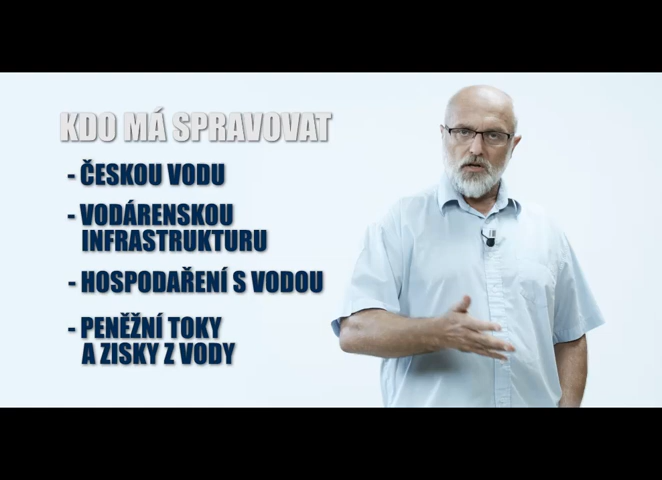 KDO MÁ SPRAVOVAT
- ČESKOU VODU
- VODÁRENSKOU
INFRASTRUKTURU
- HOSPODAŘENÍ S VODOU
- PENĚŽNÍ TOKY
A ZISKY Z VODY